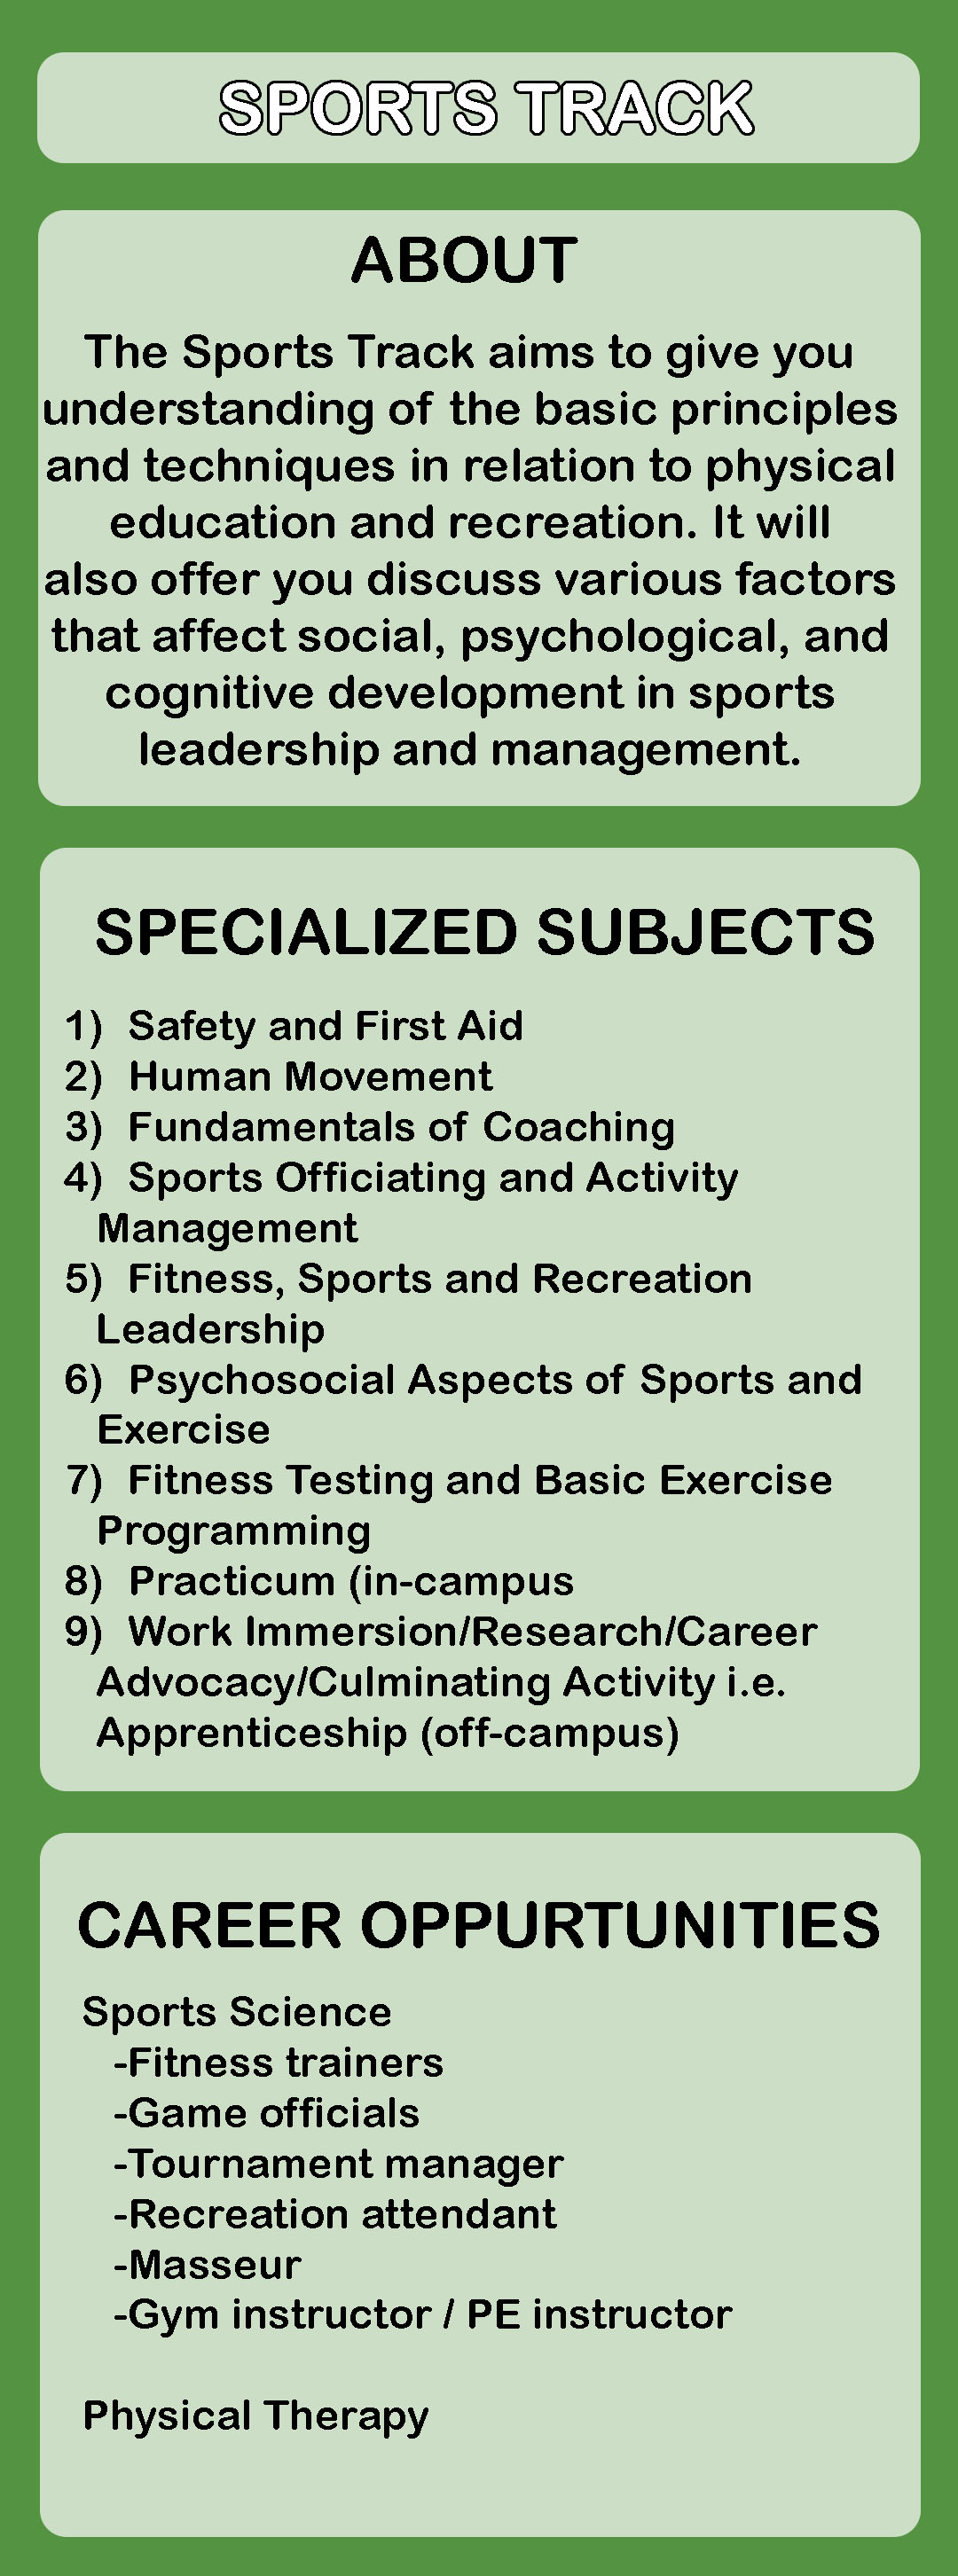 SPORTS TRACK
ABOUT
The Sports Track aims to give you
understanding of the basic principles
and techniques in relation to physical
education and recreation. It will
also offer you discuss various factors
that affect social, psychological, and
cognitive development in sports
leadership and management.
SPECIALIZED SUBJECTS
1) Safety and First Aid
2) Human Movement
3) Fundamentals of Coaching
4) Sports Officiating and Activity
Management
5) Fitness, Sports and Recreation
Leadership
6) Psychosocial Aspects of Sports and
Exercise
7) Fitness Testing and Basic Exercise
Programming
8) Practicum (in-campus
9) Work Immersion/Research/Career
Advocacy/Culminating Activity i.e.
Apprenticeship (off-campus)
CAREER OPPURTUNITIES
Sports Science
-Fitness trainers
-Game officials
-Tournament manager
-Recreation attendant
-Masseur
-Gym instructor / PE instructor
Physical Therapy